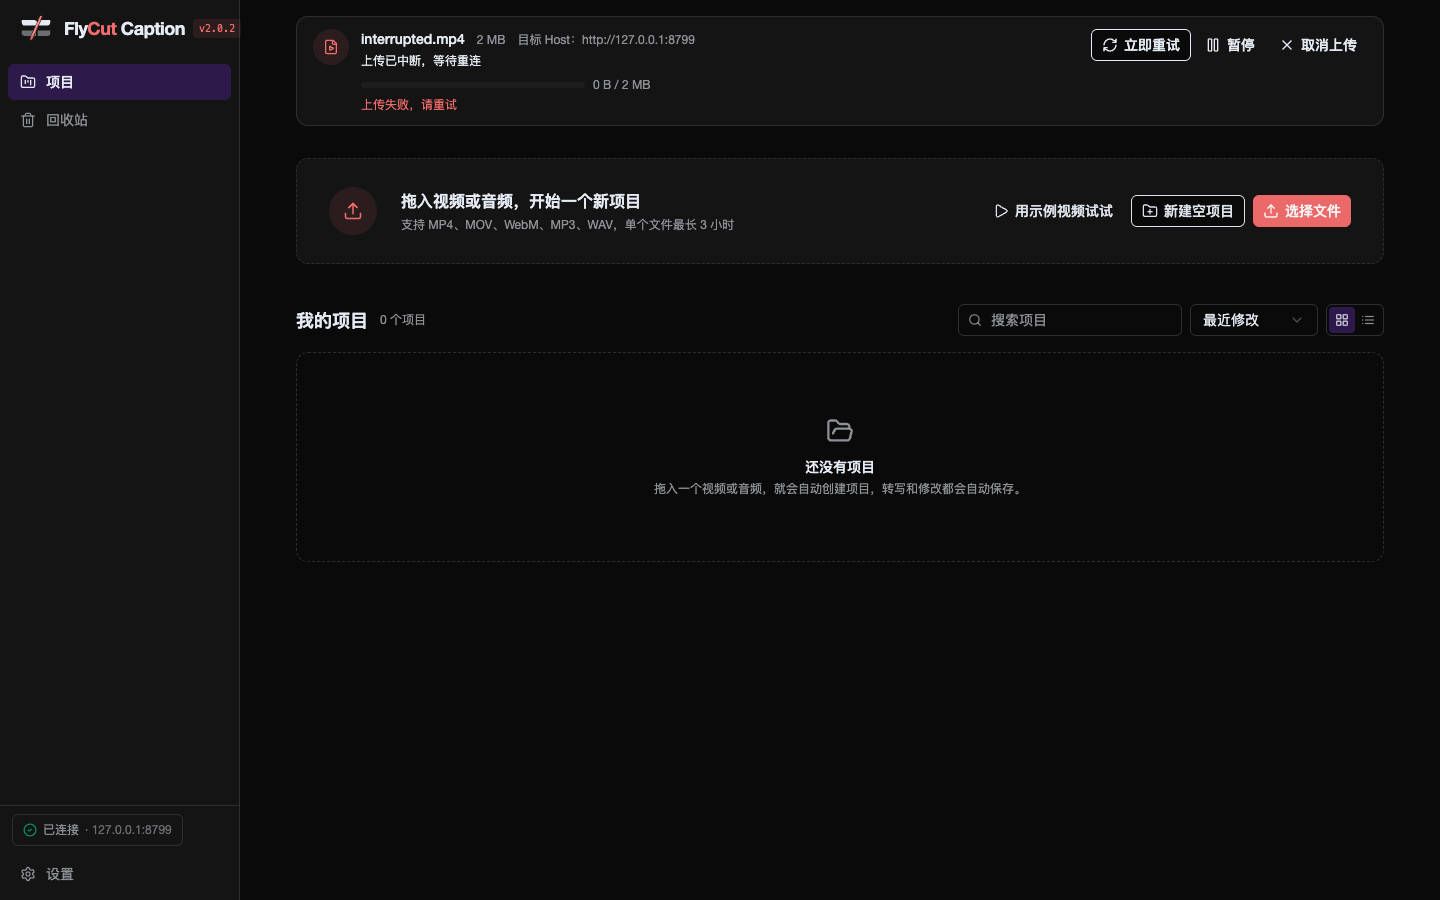 FlyCut Caption v2.0.2
项目
回收站
interrupted.mp4 2 MB 目标 Host: http://127.0.0.1:8799
上传已中断，等待重连
0 B / 2 MB
上传失败，请重试
立即重试 暂停 取消上传
拖入视频或音频，开始一个新项目
支持 MP4、MOV、WebM、MP3、WAV，单个文件最长 3 小时
用示例视频试试 新建空项目 选择文件
我的项目 0 个项目
搜索项目 最近修改
还没有项目
拖入一个视频或音频，就会自动创建项目，转写和修改都会自动保存。
已连接 · 127.0.0.1:8799
设置